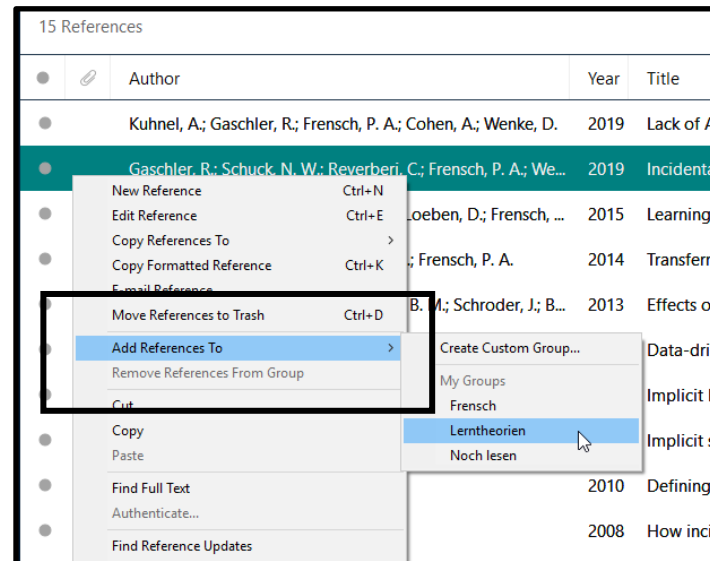 15 References
Author Year Title
Kuhnel, A.; Gaschler, R.; Frensch, P. A.; Cohen, A.; Wenke, D. 2019 Lack of A
Gaschler, R.; Schuck, N. W.; Reverberi, C.; Frensch, P. A.; We... 2019 Incidenta
New Reference Ctrl+N
Edit Reference Ctrl+E Loeben, D.; Frensch, ... 2015 Learning
Copy References To >
Copy Formatted Reference Ctrl+K .; Frensch, P. A. 2014 Transferr
E-mail Reference
Move References to Trash Ctrl+D B. M.; Schroder, J.; B... 2013 Effects o
Add References To > Create Custom Group... Data-dri
Remove References From Group My Groups
Cut Frensch Implicit
Copy Lerntheorien Implicit s
Paste Noch lesen
Find Full Text 2010 Defining
Authenticate...
Find Reference Updates 2008 How inci